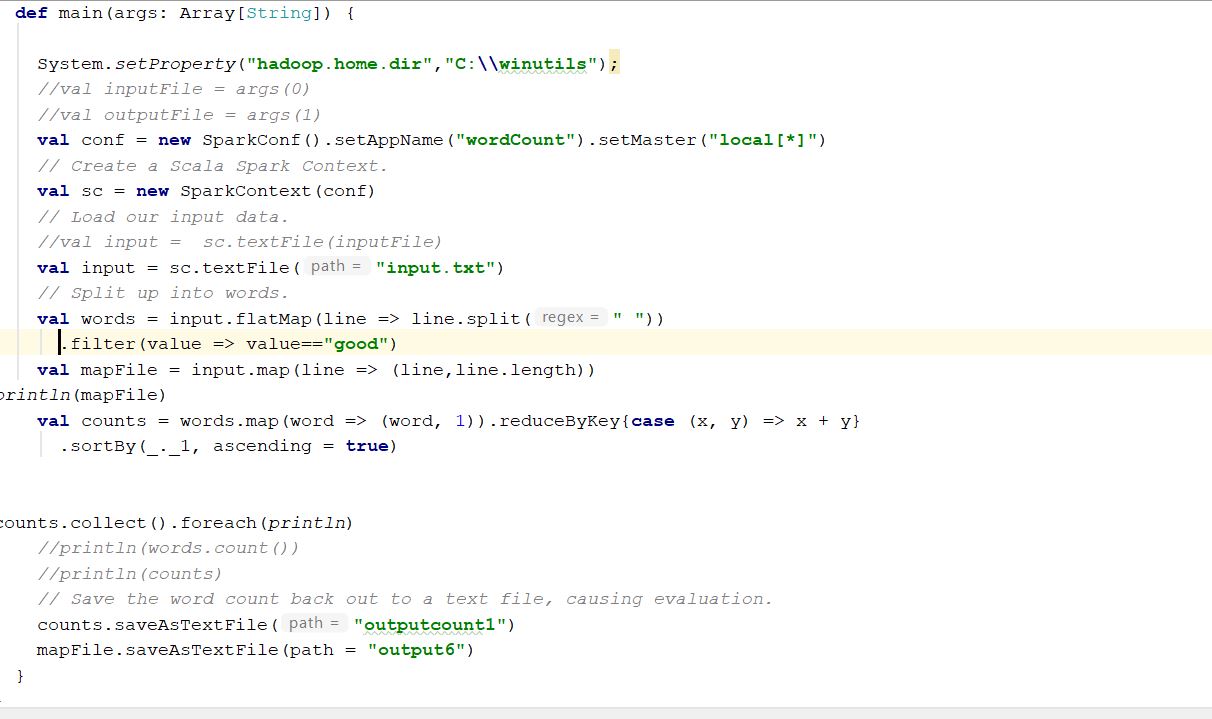 def main(args: Array[String]) {
System.setProperty("hadoop.home.dir","C:\\winutils");
//val inputFile = args(0)
//val outputFile = args(1)
val conf = new SparkConf().setAppName("wordCount").setMaster("local[*]")
// Create a Scala Spark Context.
val sc = new SparkContext(conf)
// Load our input data.
//val input =  sc.textFile(inputFile)
val input = sc.textFile( path = "input.txt")
// Split up into words.
val words = input.flatMap(line => line.split( regex = " "))
.filter(value => value=="good")
val mapFile = input.map(line => (line,line.length))
println(mapFile)
val counts = words.map(word => (word, 1)).reduceByKey{case (x, y) => x + y}
.sortBy(_._1, ascending = true)
counts.collect().foreach(println)
//println(words.count())
//println(counts)
// Save the word count back out to a text file, causing evaluation.
counts.saveAsTextFile( path = "outputcount1")
mapFile.saveAsTextFile(path = "output6")
}